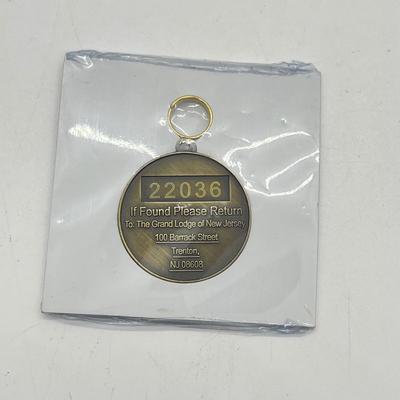 22036
If Found Please Return
To: The Grand Lodge of New Jersey
100 Barrack Street
Trenton,
NJ 08608